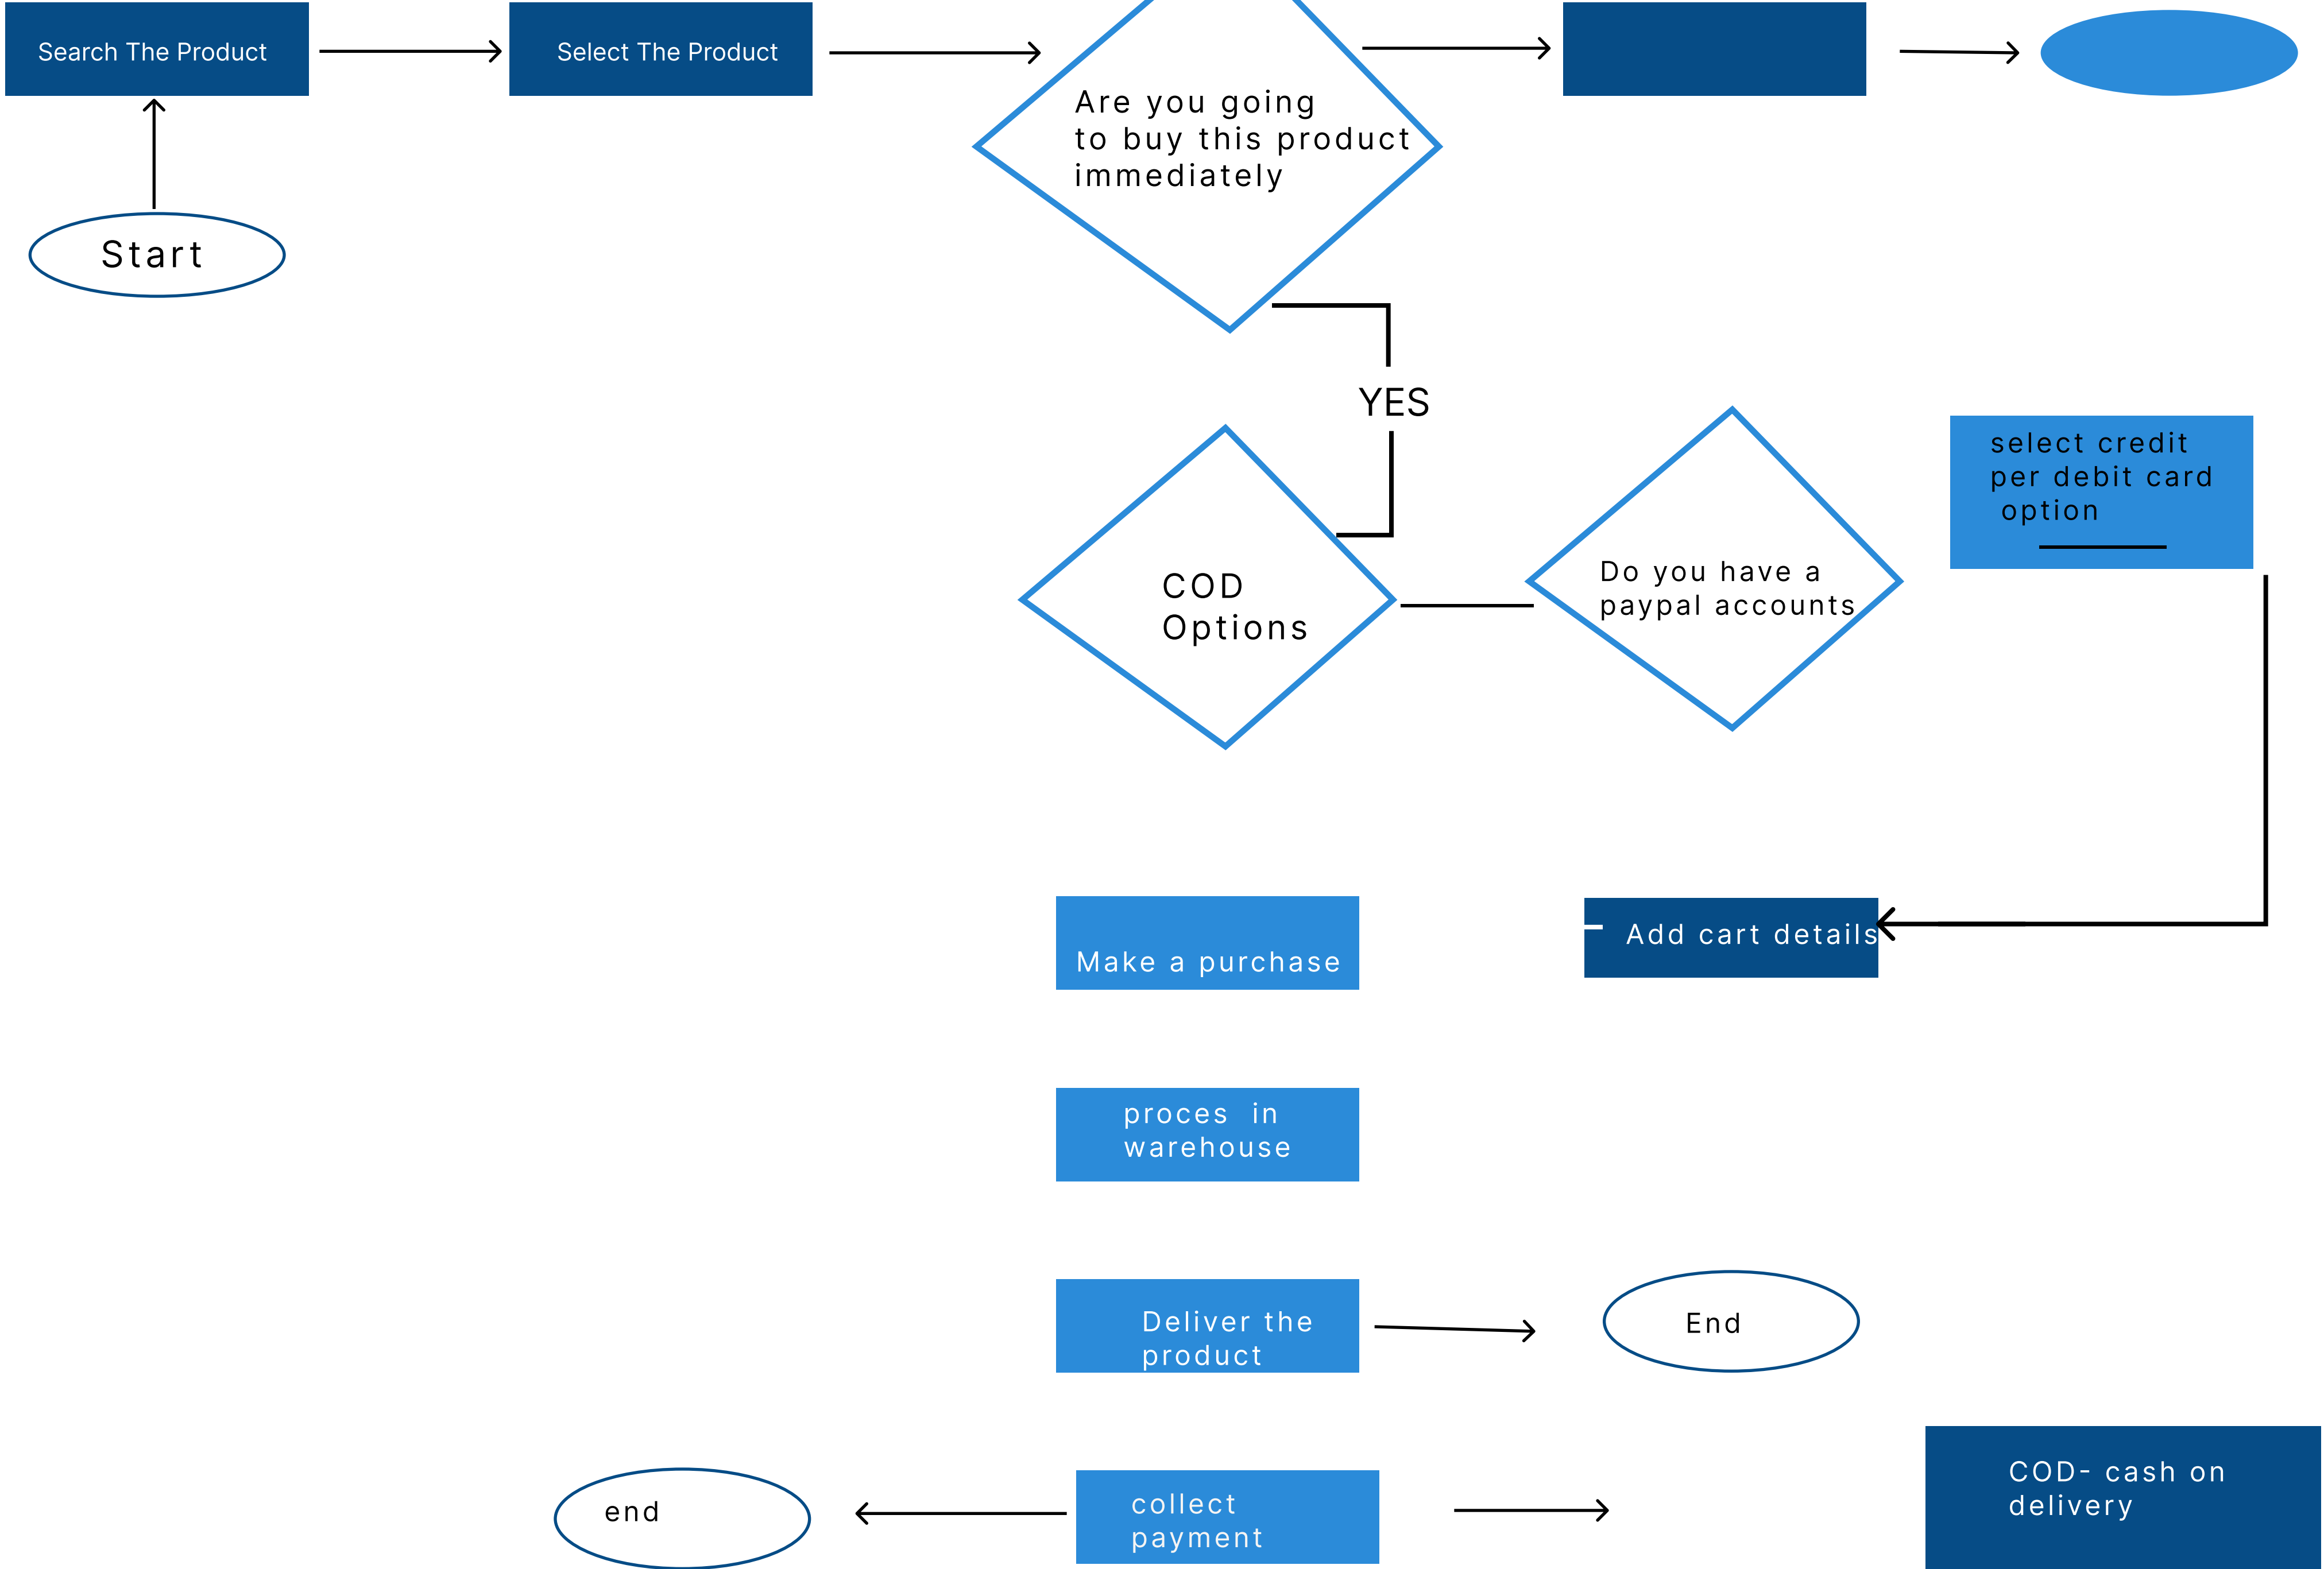 Search The Product
Select The Product
Are you going
to buy this product
immediately
Start
YES
select credit
per debit card
option
COD
Options
Do you have a
paypal accounts
Make a purchase
Add cart details
proces in
warehouse
Deliver the
product
End
end
collect
payment
COD- cash on
delivery